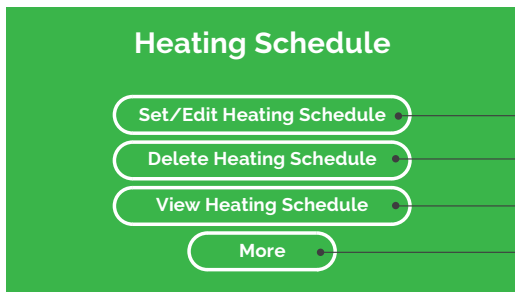 Heating Schedule
Set/Edit Heating Schedule
Delete Heating Schedule
View Heating Schedule
More